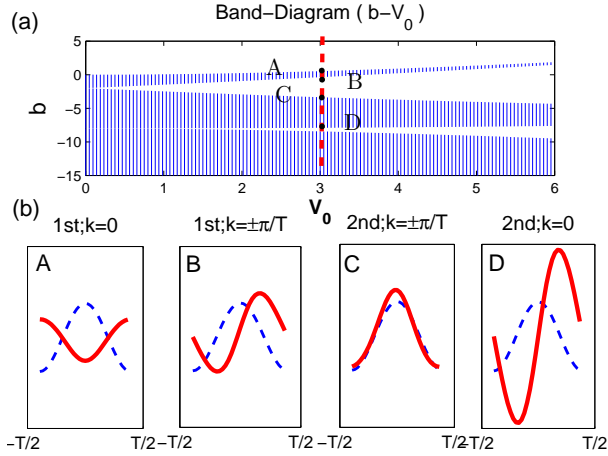 Band–Diagram ( b–V0 )
(a)
b
0
−5
−10
−15
A
B
C
D
0 1 2 3 4 5 6
V0
(b)
1st;k=0
1st;k=±π/T
2nd;k=±π/T
2nd;k=0
A
B
C
D
−T/2 T/2 −T/2 T/2 −T/2 T/2 −T/2 T/2